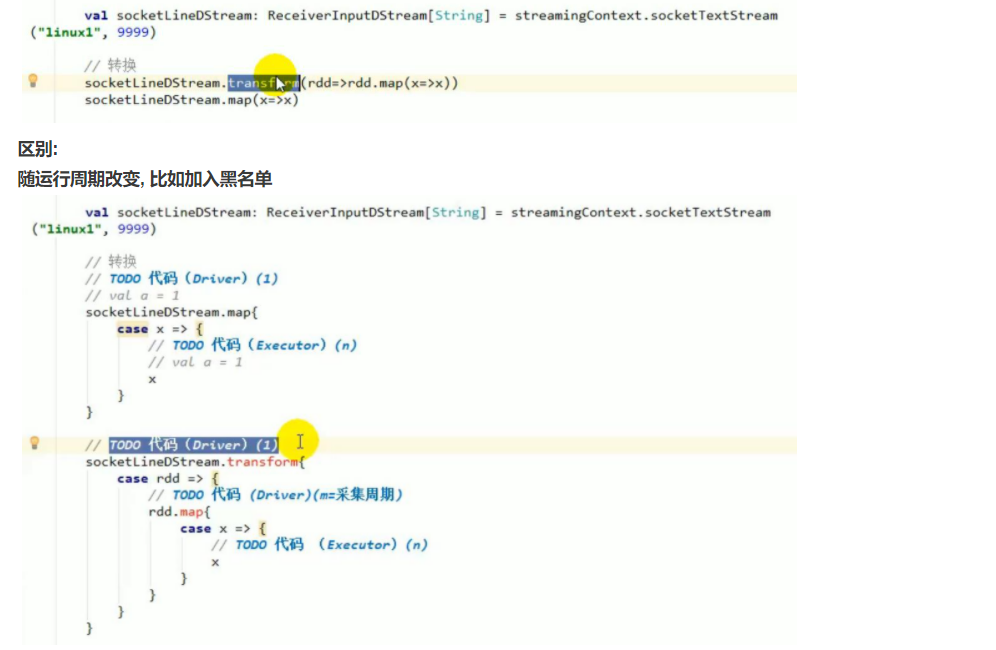 val socketLineDStream: ReceiverInputDStream[String] = streamingContext.socketTextStream
("linux1", 9999)
// 转换
socketLineDStream.transform(rdd=>rdd.map(x=>x))
socketLineDStream.map(x=>x)
区别:
随运行周期改变, 比如加入黑名单
val socketLineDStream: ReceiverInputDStream[String] = streamingContext.socketTextStream
("linux1", 9999)
// 转换
// TODO 代码（Driver）(1)
// val a = 1
socketLineDStream.map{
case x => {
// TODO 代码（Executor）(n)
// val a = 1
x
}
}
// TODO 代码（Driver）(1)
socketLineDStream.transform{
case rdd => {
// TODO 代码 (Driver)(m=采集周期)
rdd.map{
case x => {
// TODO 代码 （Executor）(n)
x
}
}
}
}